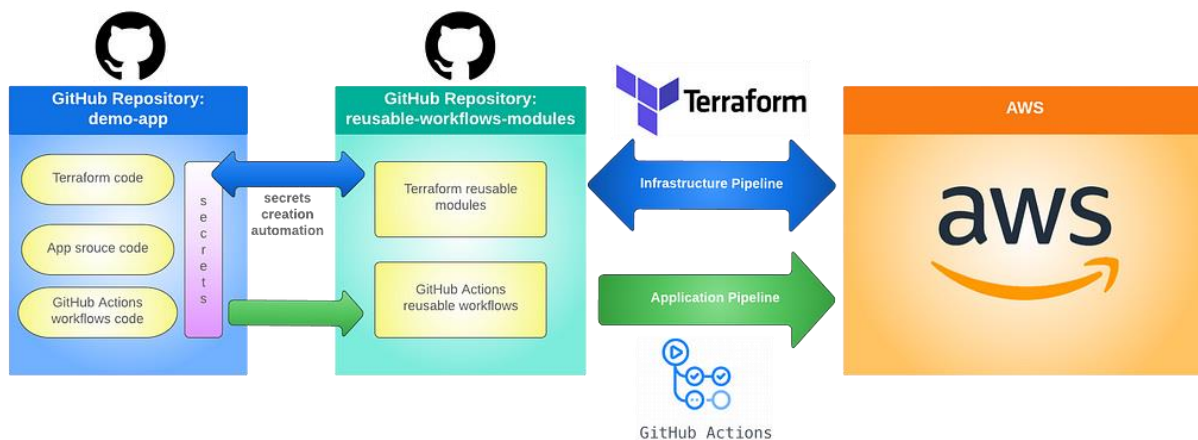 GitHub Repository:
demo-app
Terraform code
App srouce code
GitHub Actions
workflows code
secrets
secrets
creation
automation
GitHub Repository:
reusable-workflows-modules
Terraform reusable
modules
GitHub Actions
reusable workflows
Terraform
Infrastructure Pipeline
Application Pipeline
GitHub Actions
AWS
aws